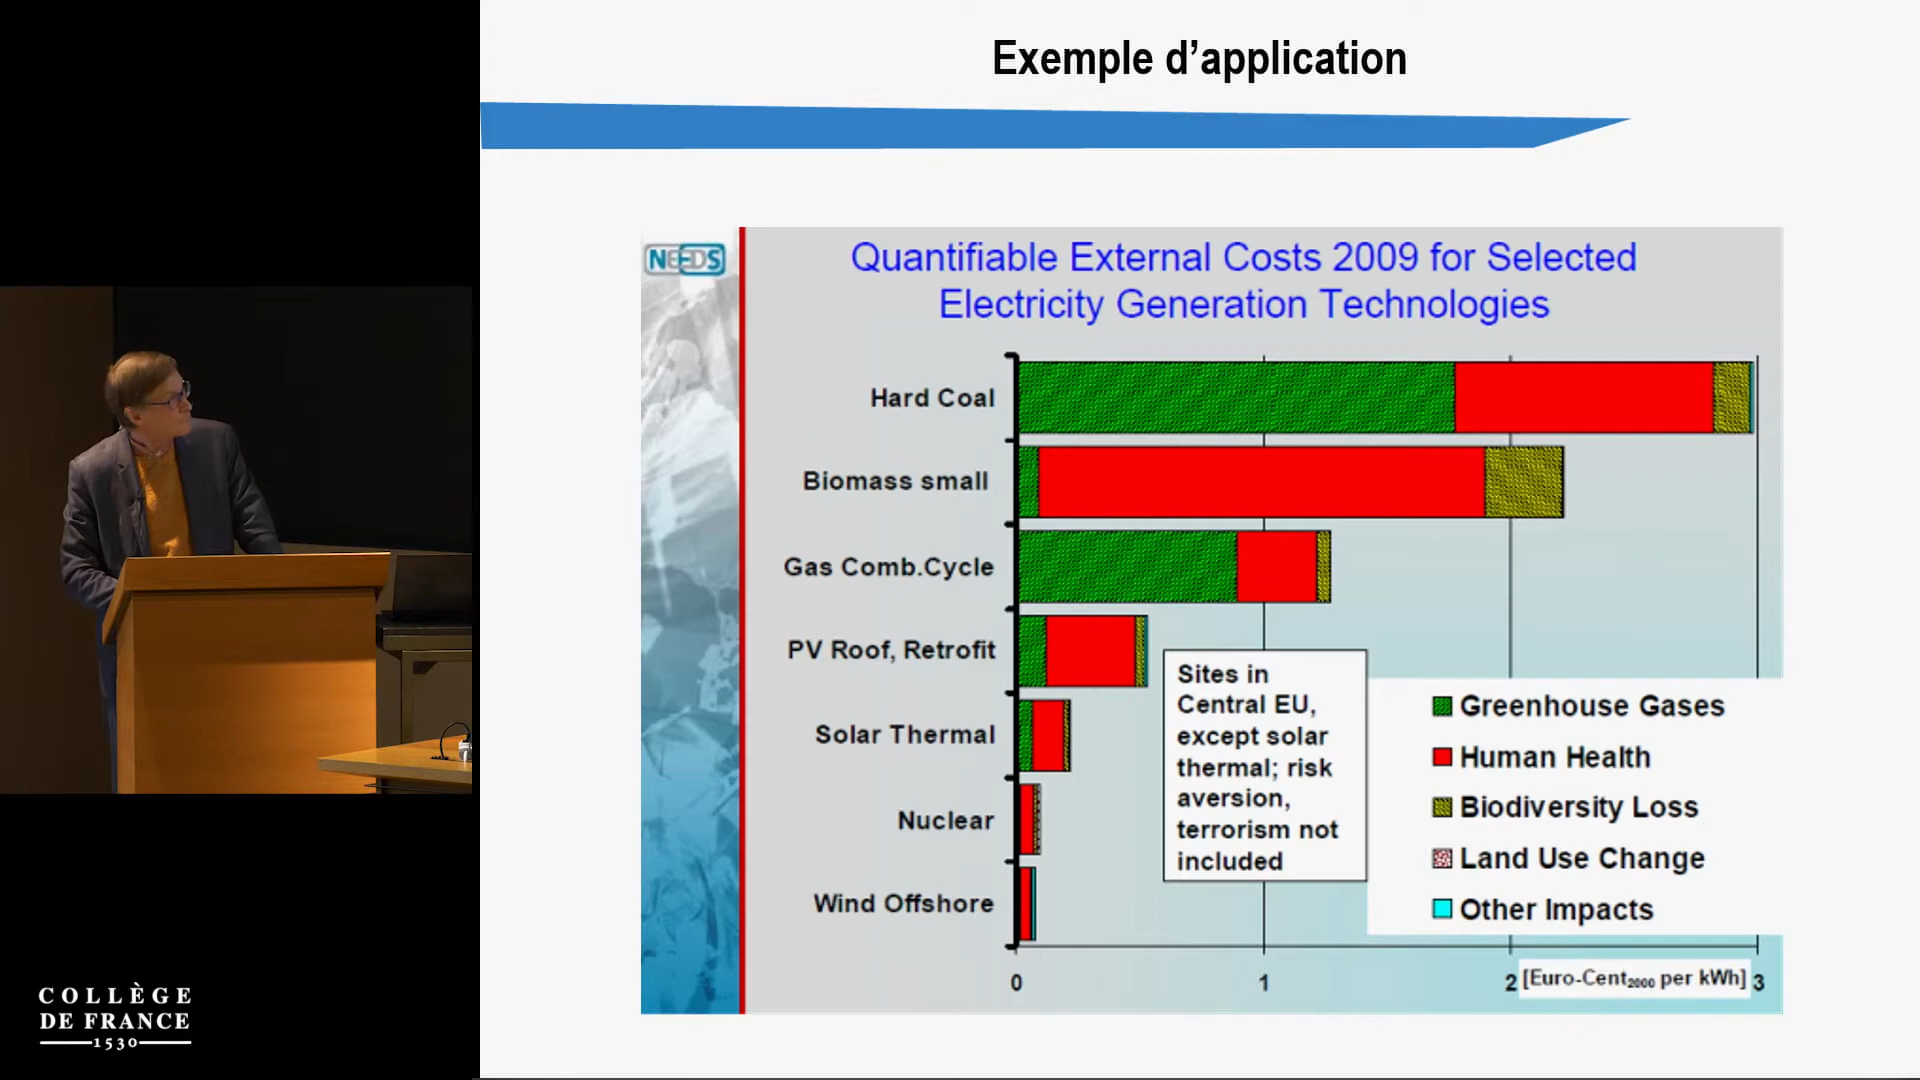 Exemple d'application
NEEDS
Quantifiable External Costs 2009 for Selected
Electricity Generation Technologies
Hard Coal
Biomass small
Gas Comb.Cycle
PV Roof, Retrofit
Solar Thermal
Nuclear
Wind Offshore
Sites in
Central EU,
except solar
thermal; risk
aversion,
terrorism not
included
Greenhouse Gases
Human Health
Biodiversity Loss
Land Use Change
Other Impacts
0 1 2 [Euro-Cent2000 per kWh] 3
COLLÈGE
DE FRANCE
1530